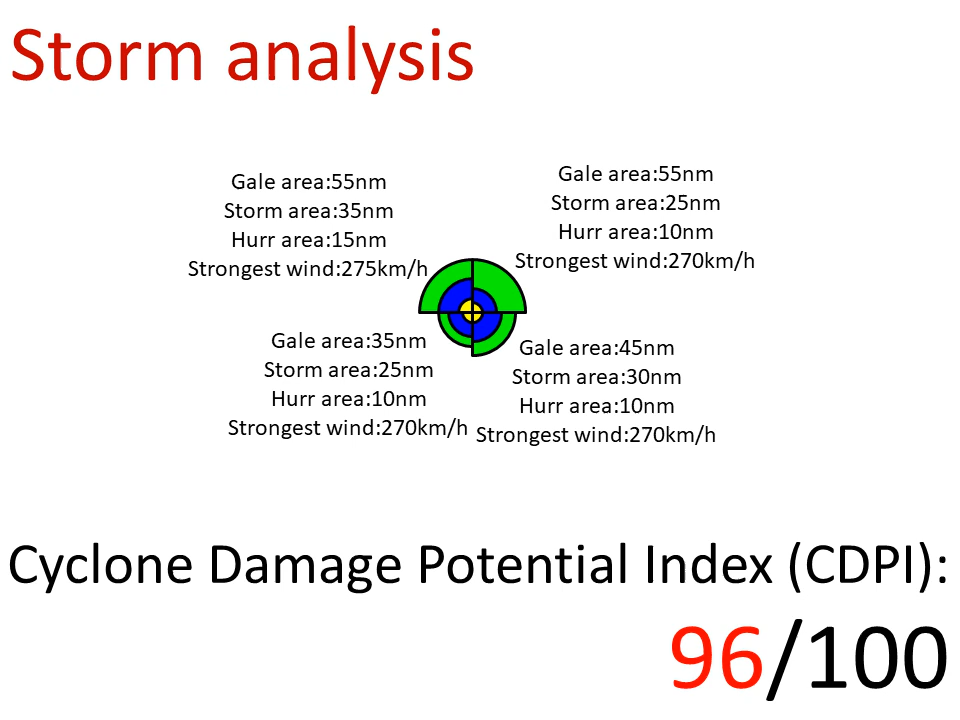 Storm analysis
Gale area:55nm
Storm area:35nm
Hurr area:15nm
Strongest wind:275km/h
Gale area:55nm
Storm area:25nm
Hurr area:10nm
Strongest wind:270km/h
Gale area:35nm
Storm area:25nm
Hurr area:10nm
Strongest wind:270km/h
Gale area:45nm
Storm area:30nm
Hurr area:10nm
Strongest wind:270km/h
Cyclone Damage Potential Index (CDPI):
96/100